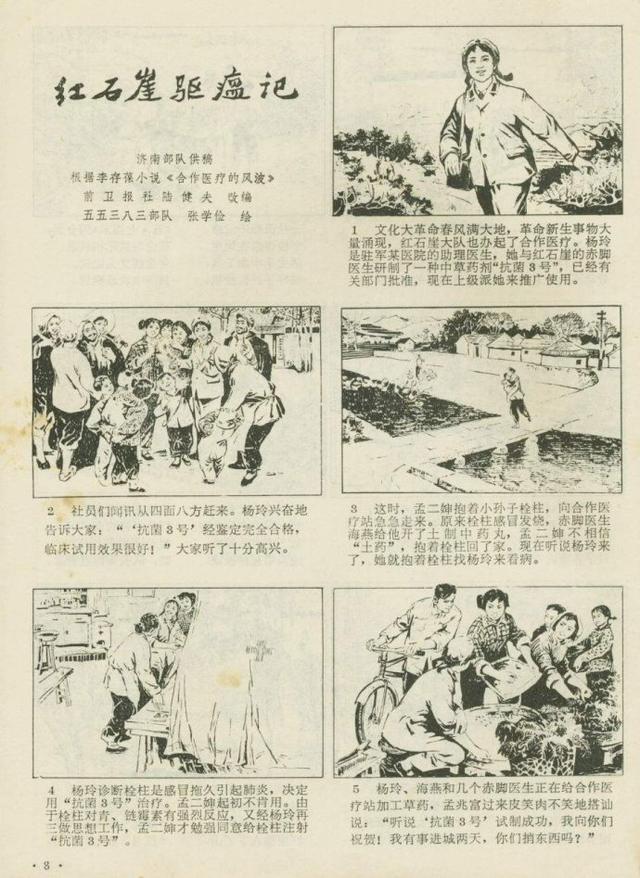 红石崖驱瘟记
济南部队供稿
根据李存葆小说《合作医疗的风波》
前卫报社陆健夫 改编
五五三八三部队 张学俭 绘
1 文化大革命春风满大地，革命新生事物大
量涌现，红石崖大队也办起了合作医疗。杨玲
是驻军某医院的助理医生，她与红石崖的赤脚
医生研制了一种中草药剂“抗菌3号”，已经有
关部门批准，现在上级派她来推广使用。
2 社员们闻讯从四面八方赶来。杨玲兴奋地
告诉大家：“‘抗菌3号’经鉴定完全合格，
临床试用效果很好！”大家听了十分高兴。
3 这时，孟二婶抱着小孙子栓柱，向合作医
疗站急急走来。原来栓柱感冒发烧，赤脚医生
海燕给他开了土制中药丸，孟二婶不相信
“土药”，抱着栓柱回了家。现在听说杨玲来
了，她就抱着栓柱找杨玲来看病。
4 杨玲诊断栓柱是感冒拖久引起肺炎，决定
用“抗菌3号”治疗。孟二婶起初不肯用。由
于栓柱对青、链霉素有强烈反应，又经杨玲再
三做思想工作，孟二婶才勉强同意给栓柱注射
“抗菌3号”。
5 杨玲、海燕和几个赤脚医生正在给合作医
疗站加工草药，孟兆富过来皮笑肉不笑地搭讪
说：“听说‘抗菌3号’试制成功，我向你们
祝贺！我有事进城两天，你们捎东西吗？”
·8·